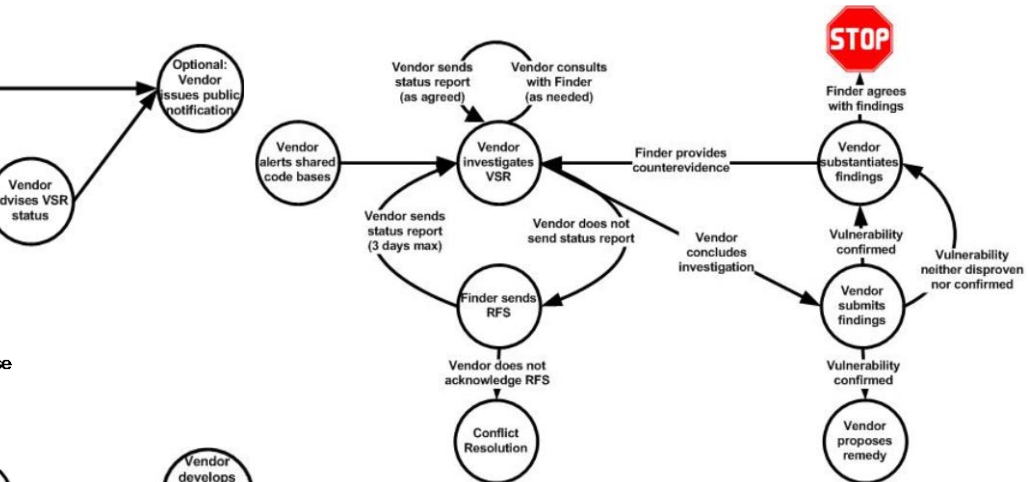 Optional:
Vendor
issues public
notification
Vendor
dvises VSR
status
se
Vendor
develops
Vendor sends
status report
(as agreed)
Vendor consults
with Finder
(as needed)
Vendor
alerts shared
code bases
Vendor
investigates
VSR
Vendor sends
status report
(3 days max)
Vendor does not
send status report
Finder sends
RFS
Vendor does not
acknowledge RFS
Conflict
Resolution
Finder provides
counterevidence
Vendor
concludes
investigation
STOP
Finder agrees
with findings
Vendor
substantiates
findings
Vulnerability
confirmed
Vulnerability
neither disproven
nor confirmed
Vendor
submits
findings
Vulnerability
confirmed
Vendor
proposes
remedy